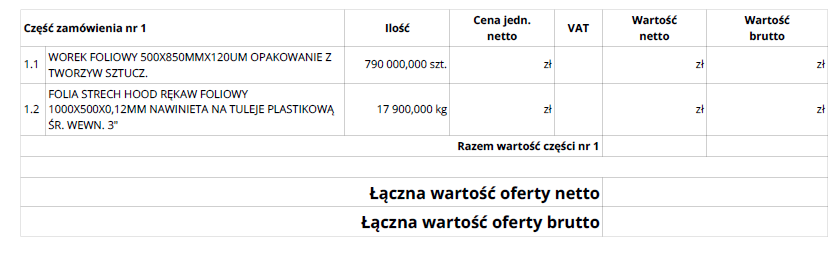 Część zamówienia nr 1 Ilość Cena jedn. netto VAT Wartość netto Wartość brutto
1.1 WOREK FOLIOWY 500X850MMX120UM OPAKOWANIE Z
TWORZYW SZTUCZ. 790 000,000 szt. zł zł zł
1.2 FOLIA STRECH HOOD RĘKAW FOLIOWY
1000X500X0,12MM NAWINIETA NA TULEJE PLASTIKOWĄ
ŚR. WEWN. 3" 17 900,000 kg zł zł zł
Razem wartość części nr 1
Łączna wartość oferty netto
Łączna wartość oferty brutto